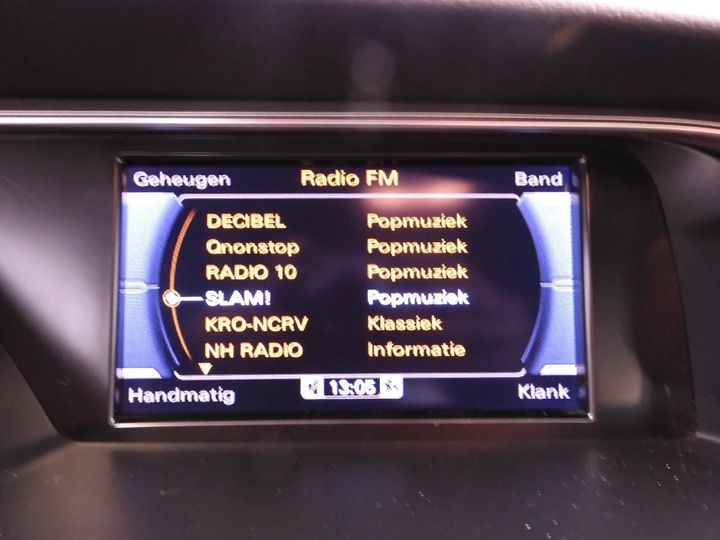 Geheugen Radio FM Band
DECIBEL Popmuziek
Qnonstop Popmuziek
RADIO 10 Popmuziek
SLAM! Popmuziek
KRO-NCRV Klassiek
NH RADIO Informatie
Handmatig 13:05 Klank